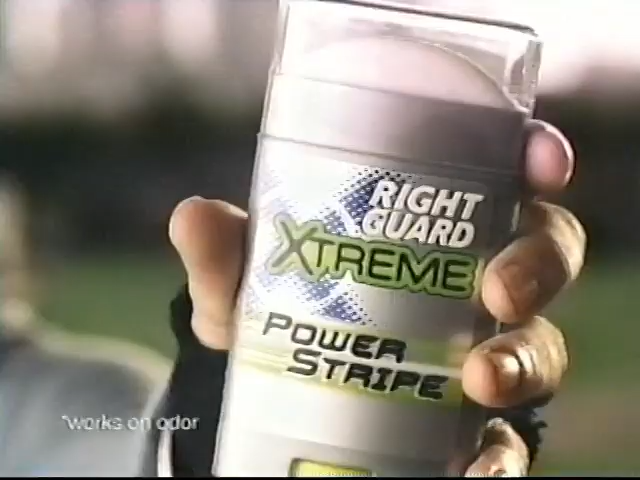 RIGHT
GUARD
XTREME
POWER
STRIPE
*works on odor